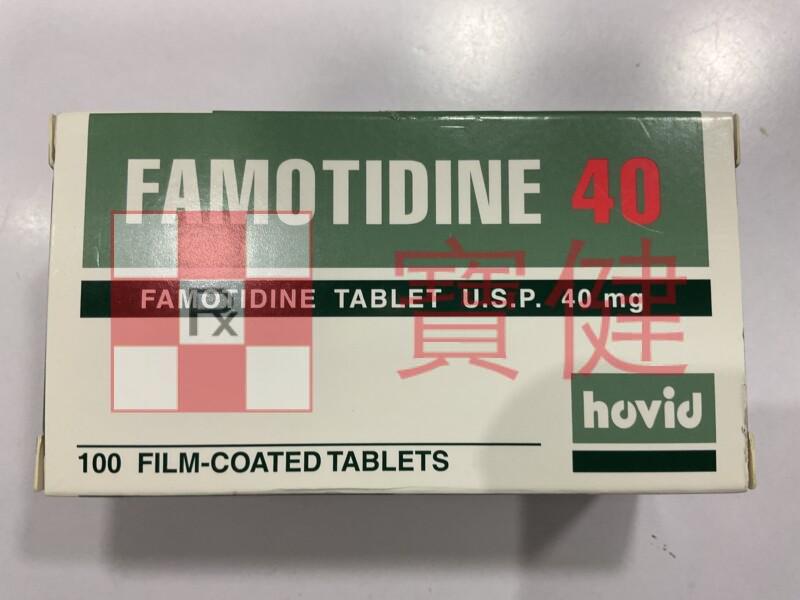 FAMOTIDINE 40
FAMOTIDINE TABLET U.S.P. 40 mg
Rx
寶健
hovid
100 FILM-COATED TABLETS